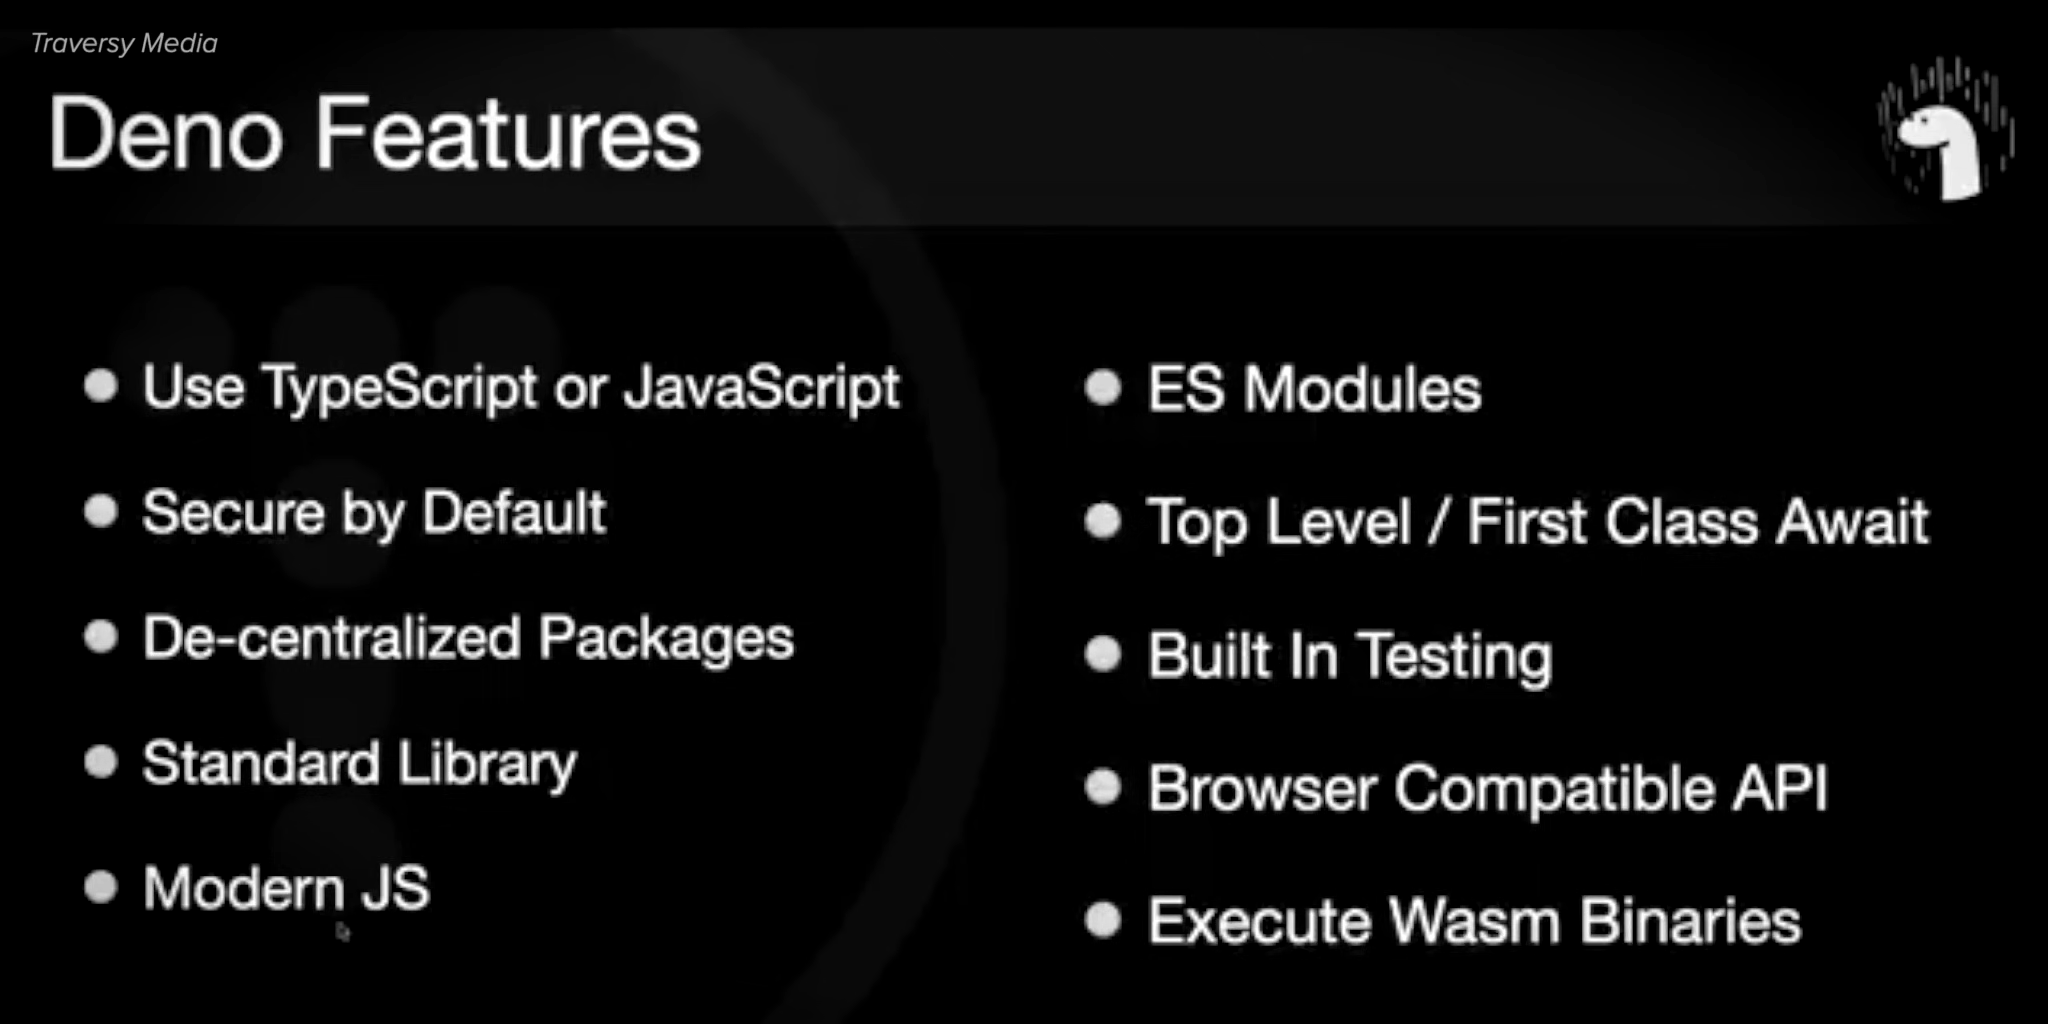 Traversy Media
Deno Features
Use TypeScript or JavaScript
Secure by Default
De-centralized Packages
Standard Library
Modern JS
ES Modules
Top Level / First Class Await
Built In Testing
Browser Compatible API
Execute Wasm Binaries